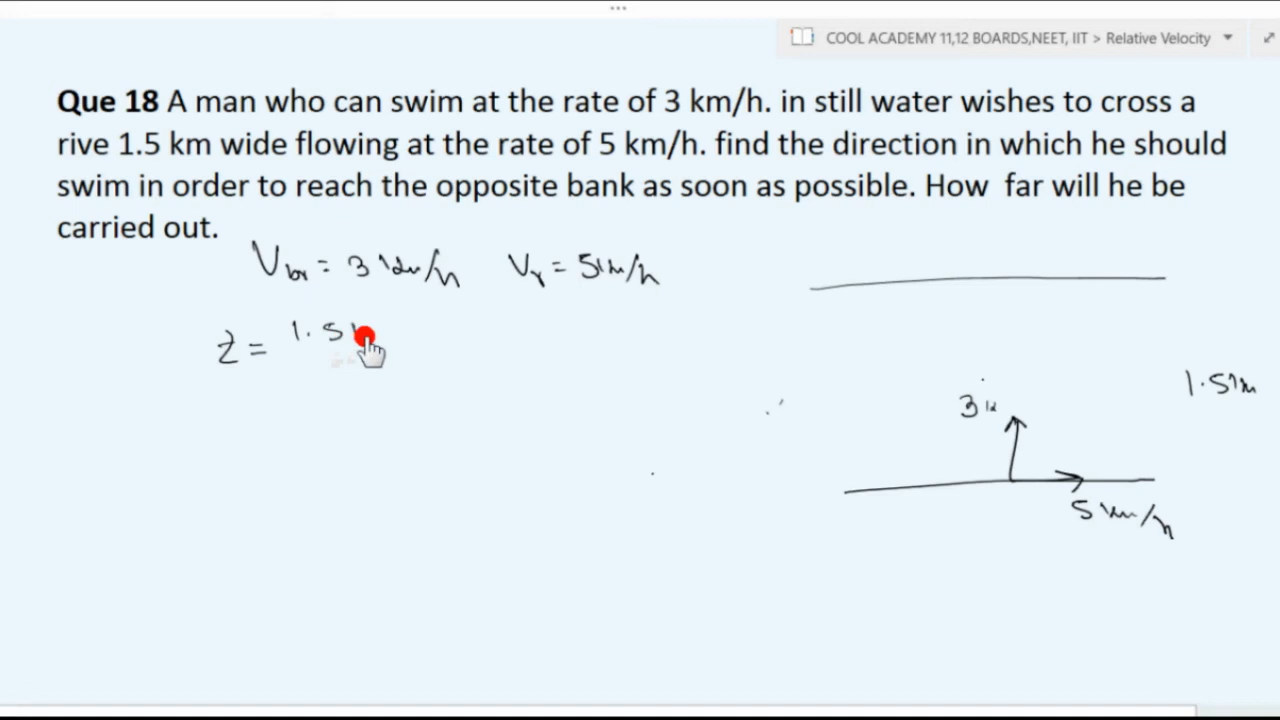 COOL ACADEMY 11,12 BOARDS,NEET, IIT > Relative Velocity
Que 18 A man who can swim at the rate of 3 km/h. in still water wishes to cross a
rive 1.5 km wide flowing at the rate of 5 km/h. find the direction in which he should
swim in order to reach the opposite bank as soon as possible. How far will he be
carried out.
Vbr = 3 km/h Vr = 5 km/h
= 1.5
1.5 km
3
5 km/h